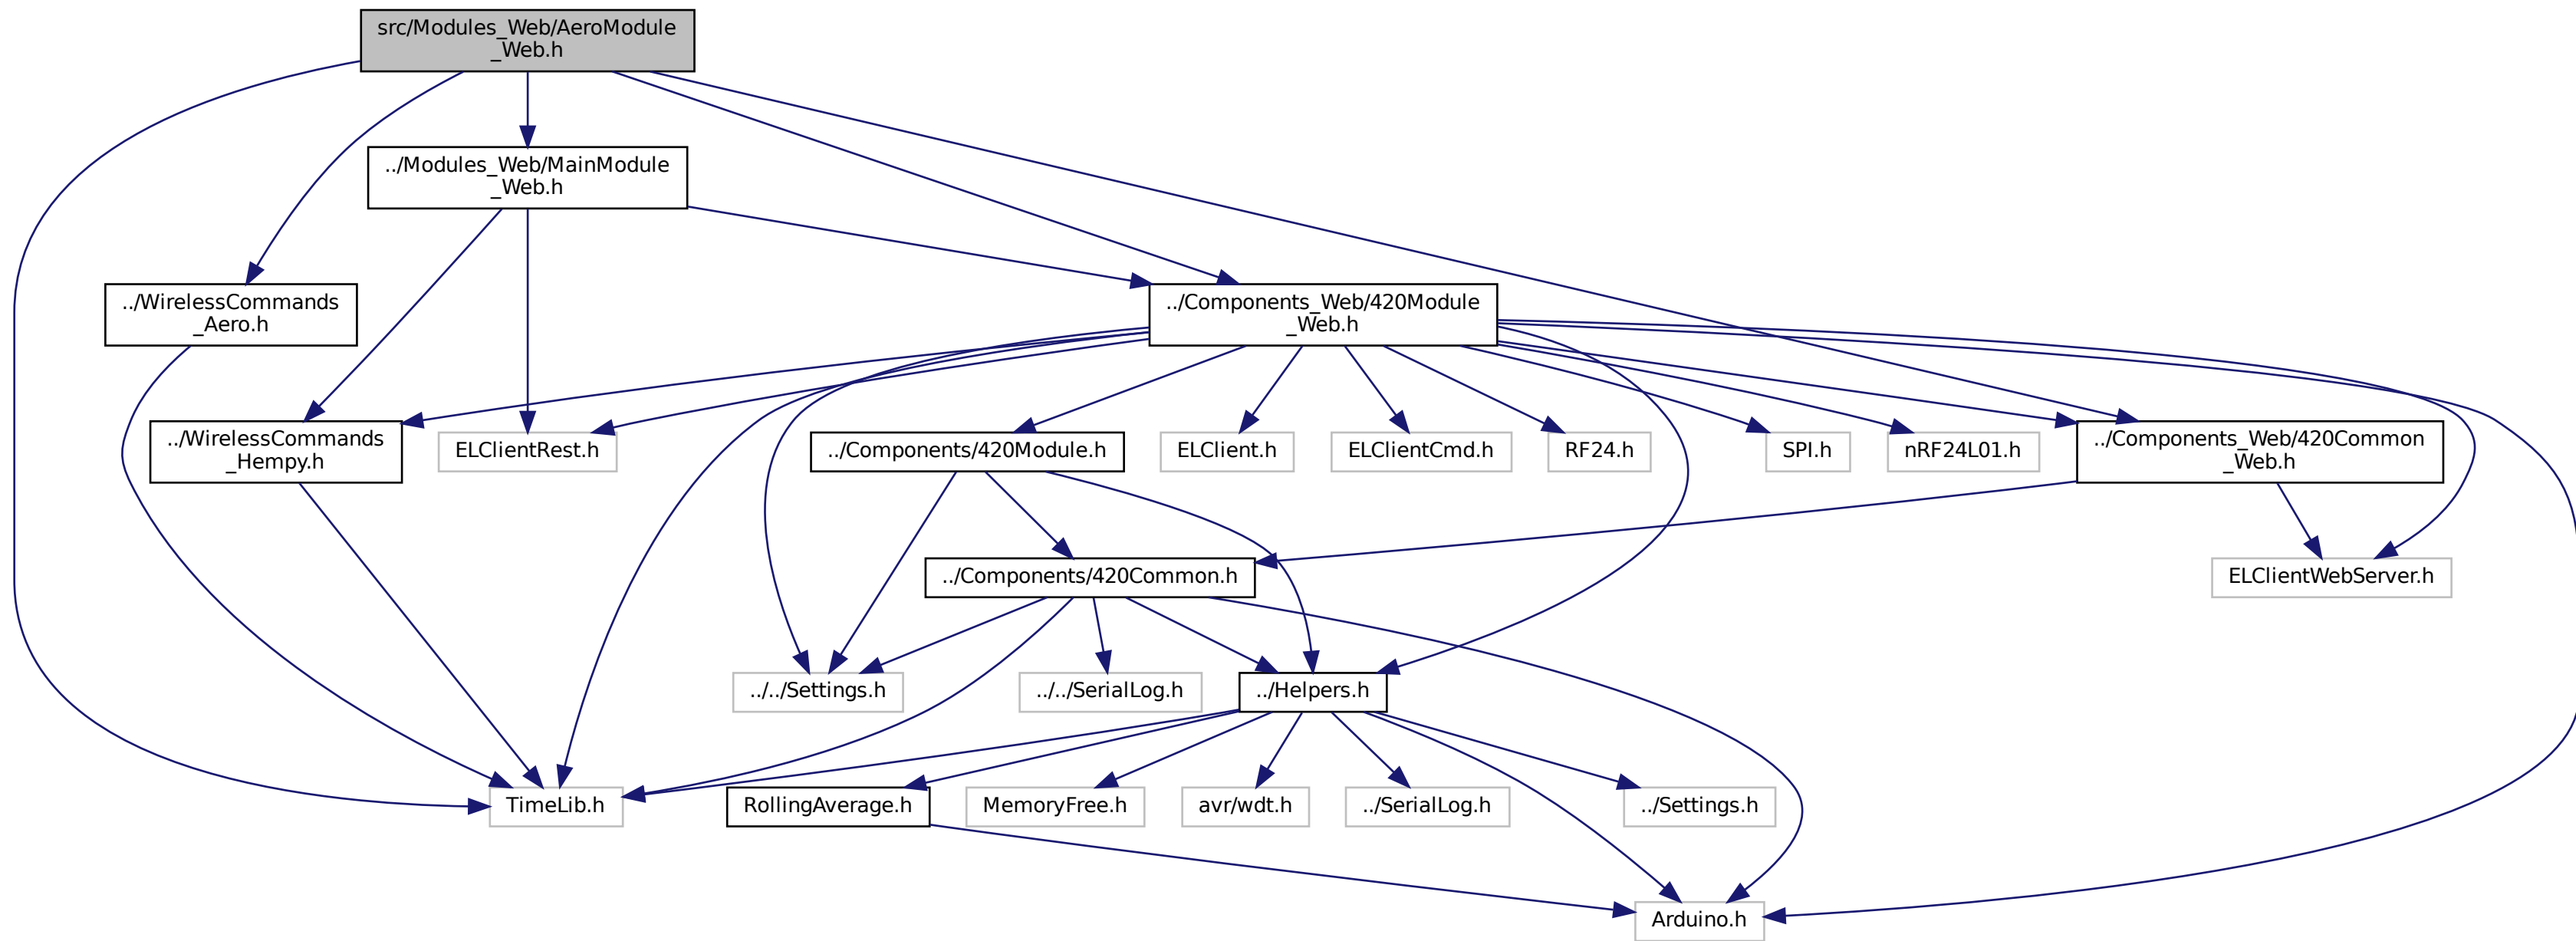 src/Modules_Web/AeroModule
_Web.h
../Modules_Web/MainModule
_Web.h
../WirelessCommands
_Aero.h
../Components_Web/420Module
_Web.h
../WirelessCommands
_Hempy.h
ELClientRest.h
../Components/420Module.h
ELClient.h
ELClientCmd.h
RF24.h
SPI.h
nRF24L01.h
../Components_Web/420Common
_Web.h
../Components/420Common.h
ELClientWebServer.h
../../Settings.h
../../SerialLog.h
../Helpers.h
TimeLib.h
RollingAverage.h
MemoryFree.h
avr/wdt.h
../SerialLog.h
../Settings.h
Arduino.h